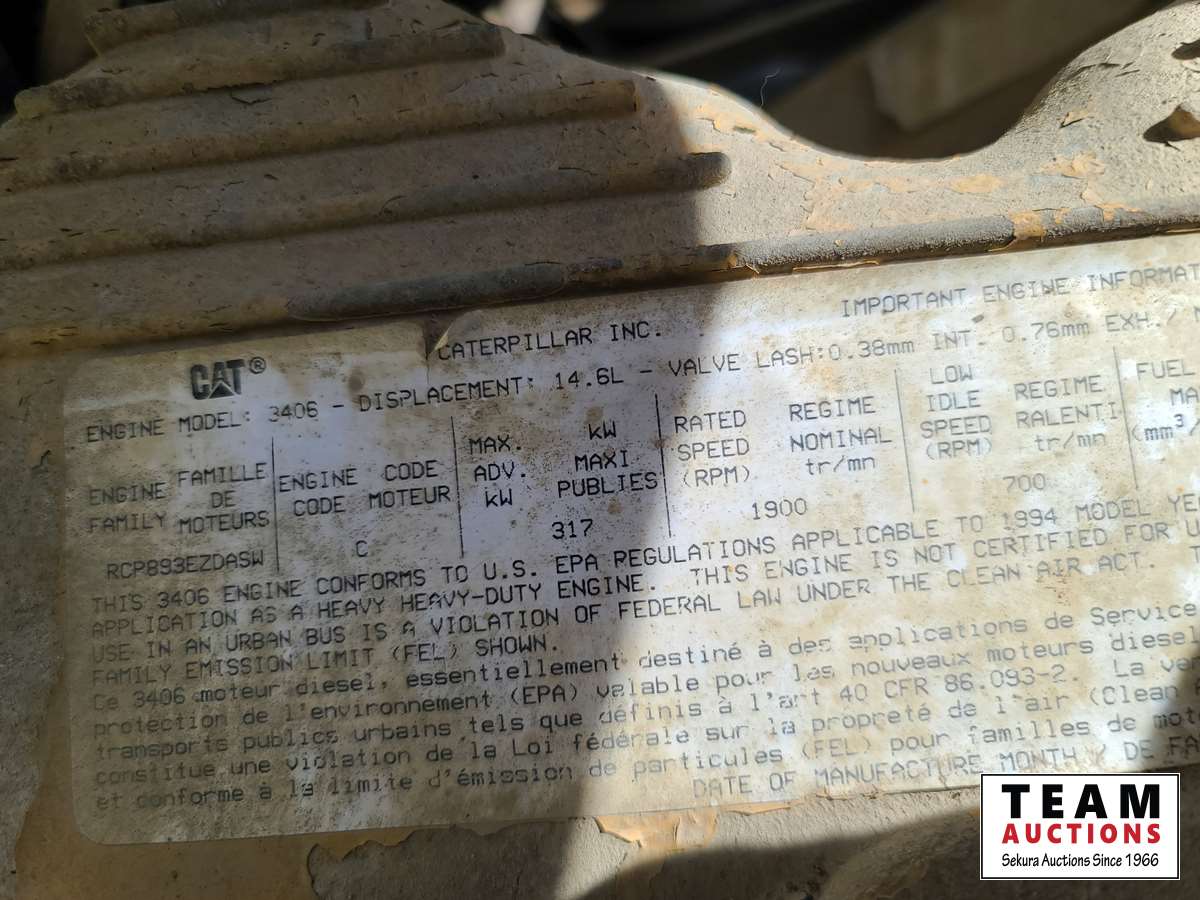 IMPORTANT ENGINE INFORMAT
CAT® CATERPILLAR INC.
ENGINE MODEL: 3406 - DISPLACEMENT: 14.6L - VALVE LASH:0.38mm INT. 0.76mm EXH./
ENGINE FAMILLE
DE
FAMILY MOTEURS
RCP893EZDASW
ENGINE CODE
CODE MOTEUR
C
MAX. kW
ADV. MAXI
kW PUBLIES
317
RATED REGIME
SPEED NOMINAL
(RPM) tr/mn
1900
LOW
IDLE REGIME
SPEED RALENTI
(RPM) tr/mn
700
FUEL
MA
(mm³/
THIS 3406 ENGINE CONFORMS TO U.S. EPA REGULATIONS APPLICABLE TO 1994 MODEL YE
APPLICATION AS A HEAVY HEAVY-DUTY ENGINE. THIS ENGINE IS NOT CERTIFIED FOR U
USE IN AN URBAN BUS IS A VIOLATION OF FEDERAL LAW UNDER THE CLEAN AIR ACT.
FAMILY EMISSION LIMIT (FEL) SHOWN.
Ce 3406 moteur diesel, essentiellement destiné à des applications de Service
protection de l'environnement (EPA) valable pour les nouveaux moteurs diesel
transports publics urbains tels que définis à l'art 40 CFR 86.093-2. La ve
constitue une violation de la Loi fédérale sur la propreté de l'air (Clean
et conforme à la limite d'émission de particules (FEL) pour familles de mot
DATE OF MANUFACTURE MONTH / DE FA
TEAM
AUCTIONS
Sekura Auctions Since 1966